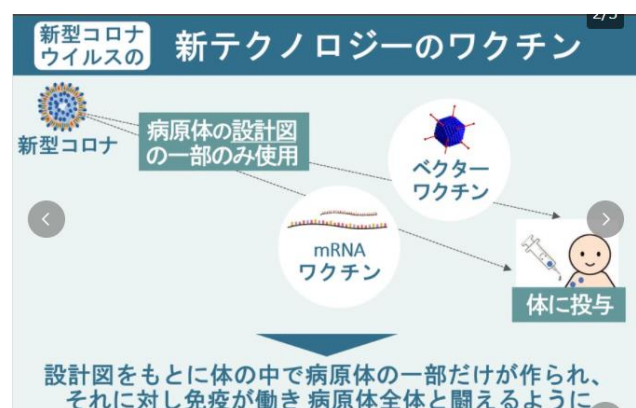 2/5
新型コロナ
ウイルスの
新テクノロジーのワクチン
新型コロナ
病原体の設計図
の一部のみ使用
ベクター
ワクチン
mRNA
ワクチン
体に投与
設計図をもとに体の中で病原体の一部だけが作られ、
それに対し免疫が働き 病原体全体と闘えるように